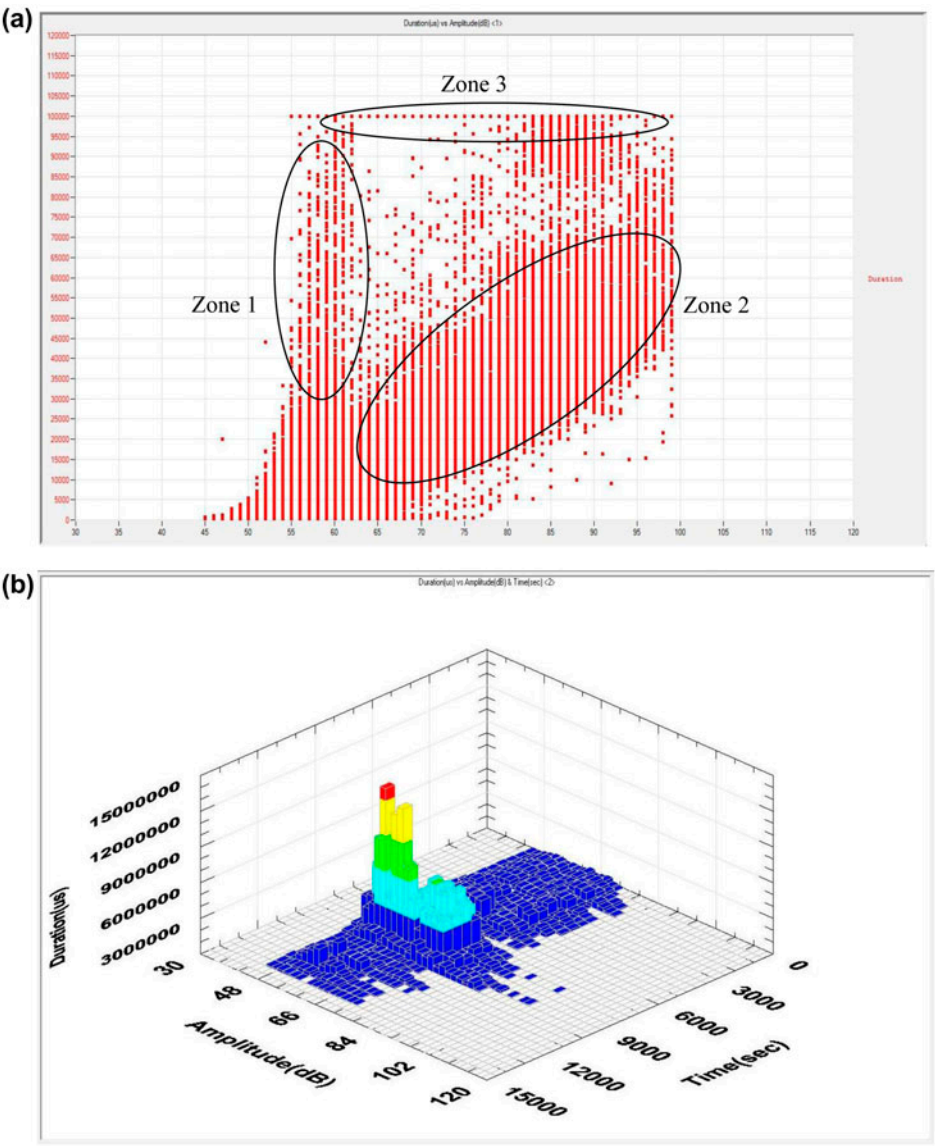 (a)
Duration(us) vs Amplitude(dB) <1>
120000
115000
110000
105000
100000
95000
90000
85000
80000
75000
70000
65000
60000
55000
50000
45000
40000
35000
30000
25000
20000
15000
10000
5000
0
Zone 3
Zone 1
Zone 2
Duration
30 35 40 45 50 55 60 65 70 75 80 85 90 95 100 105 110 115 120
(b)
Duration(us) vs Amplitude(dB) & Time(sec) <2>
15000000
12000000
9000000
6000000
3000000
Duration(us)
30 48 66 84 102 120
Amplitude(dB)
0 3000 6000 9000 12000 15000
Time(sec)